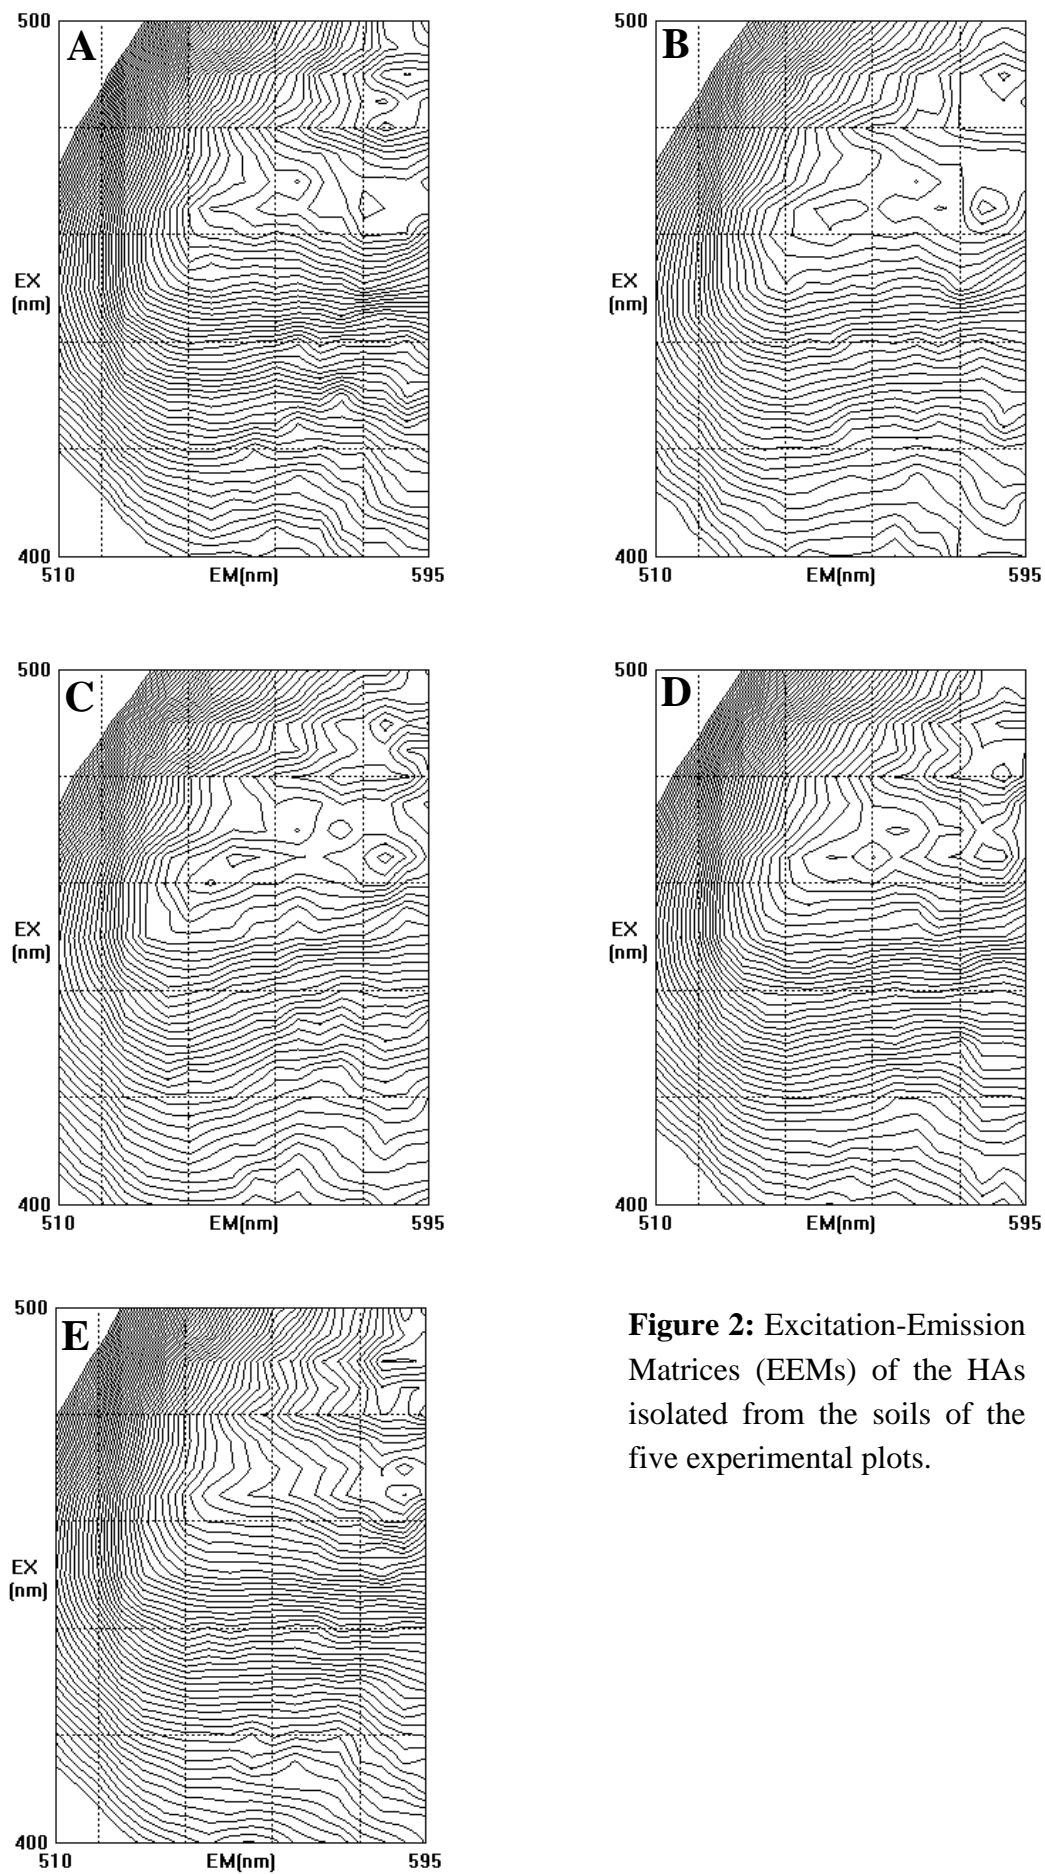 500
A
EX
(nm)
400
510
EM(nm)
595
500
B
EX
(nm)
400
510
EM(nm)
595
500
C
EX
(nm)
400
510
EM(nm)
595
500
D
EX
(nm)
400
510
EM(nm)
595
500
E
EX
(nm)
400
510
EM(nm)
595
Figure 2: Excitation-Emission
Matrices (EEMs) of the HAs
isolated from the soils of the
five experimental plots.